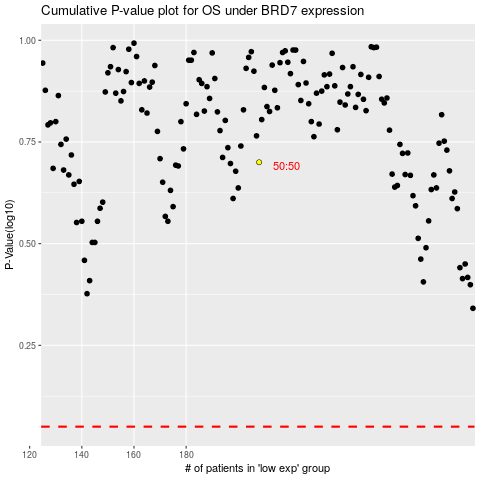 Cumulative P-value plot for OS under BRD7 expression
1.00
0.75
0.50
0.25
P-Value(log10)
50:50
120 140 160 180
# of patients in 'low exp' group